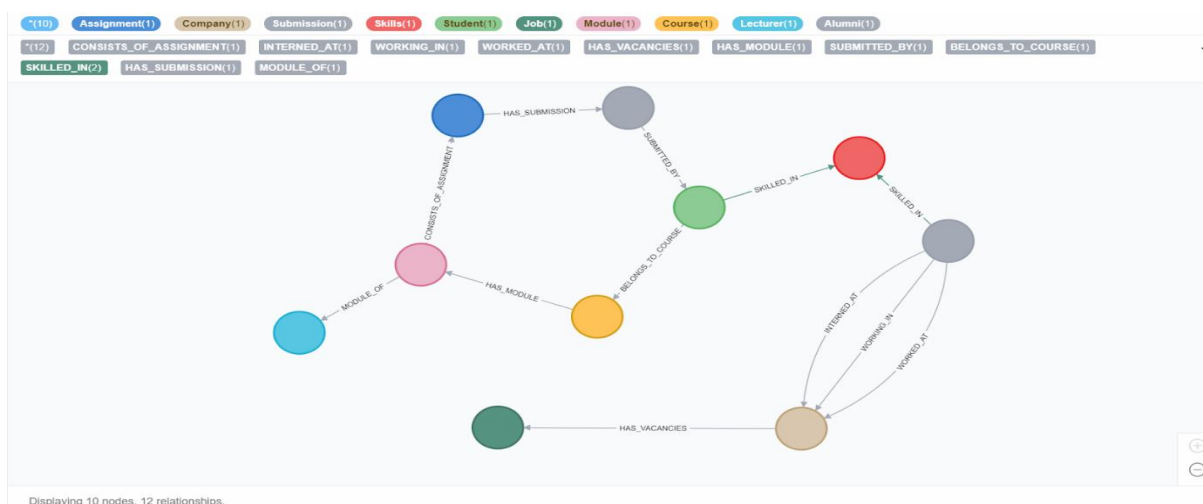 *(10) Assignment(1) Company(1) Submission(1) Skills(1) Student(1) Job(1) Module(1) Course(1) Lecturer(1) Alumni(1)
*(12) CONSISTS_OF_ASSIGNMENT(1) INTERNED_AT(1) WORKING_IN(1) WORKED_AT(1) HAS_VACANCIES(1) HAS_MODULE(1) SUBMITTED_BY(1) BELONGS_TO_COURSE(1)
SKILLED_IN(2) HAS_SUBMISSION(1) MODULE_OF(1)
HAS_SUBMISSION
SUBMITTED_BY
SKILLED_IN
SKILLED_IN
CONSISTS_OF_ASSIGNMENT
BELONGS_TO_COURSE
HAS_MODULE
MODULE_OF
INTERNED_AT
WORKING_IN
WORKED_AT
HAS_VACANCIES
Displaying 10 nodes, 12 relationships.